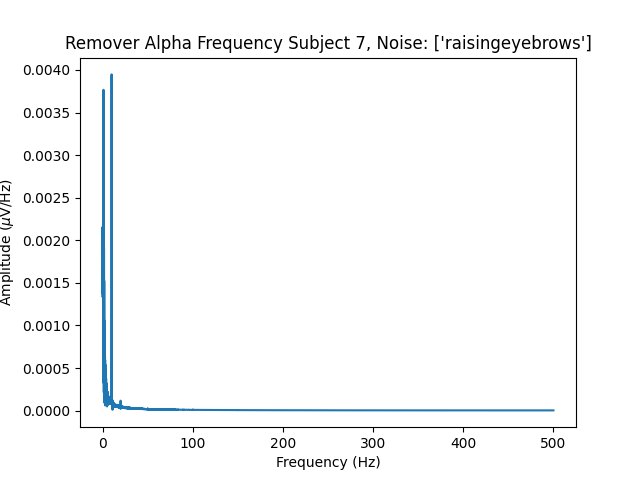 Remover Alpha Frequency Subject 7, Noise: ['raisingeyebrows']
0.0040
0.0035
0.0030
0.0025
0.0020
0.0015
0.0010
0.0005
0.0000
Amplitude (μV/Hz)
0 100 200 300 400 500
Frequency (Hz)